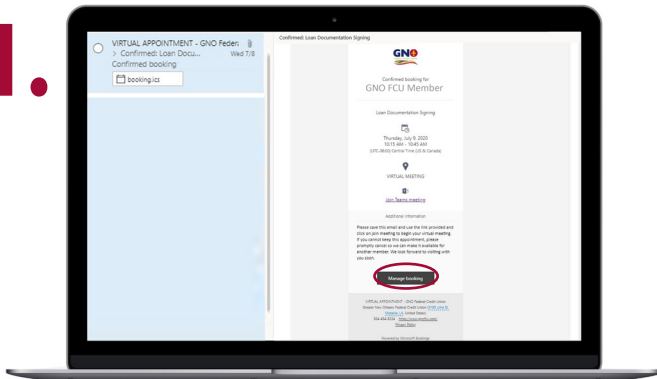 VIRTUAL APPOINTMENT - GNO Federa
> Confirmed: Loan Docu... Wed 7/8
Confirmed booking
booking.ics
Confirmed: Loan Documentation Signing
GNO
Confirmed booking for
GNO FCU Member
Loan Documentation Signing
Thursday, July 9, 2020
10:15 AM - 10:45 AM
(UTC-06:00) Central Time (US & Canada)
VIRTUAL MEETING
Join Teams meeting
Additional Information
Please save this email and use the link provided and
click on join meeting to begin your virtual meeting.
If you cannot keep this appointment, please
promptly cancel so we can make it available for
another member. We look forward to visiting with
you soon.
Manage booking
VIRTUAL APPOINTMENT - GNO Federal Credit Union
Greater New Orleans Federal Credit Union
Metairie, LA, United States
Privacy Policy
Powered by Microsoft Bookings